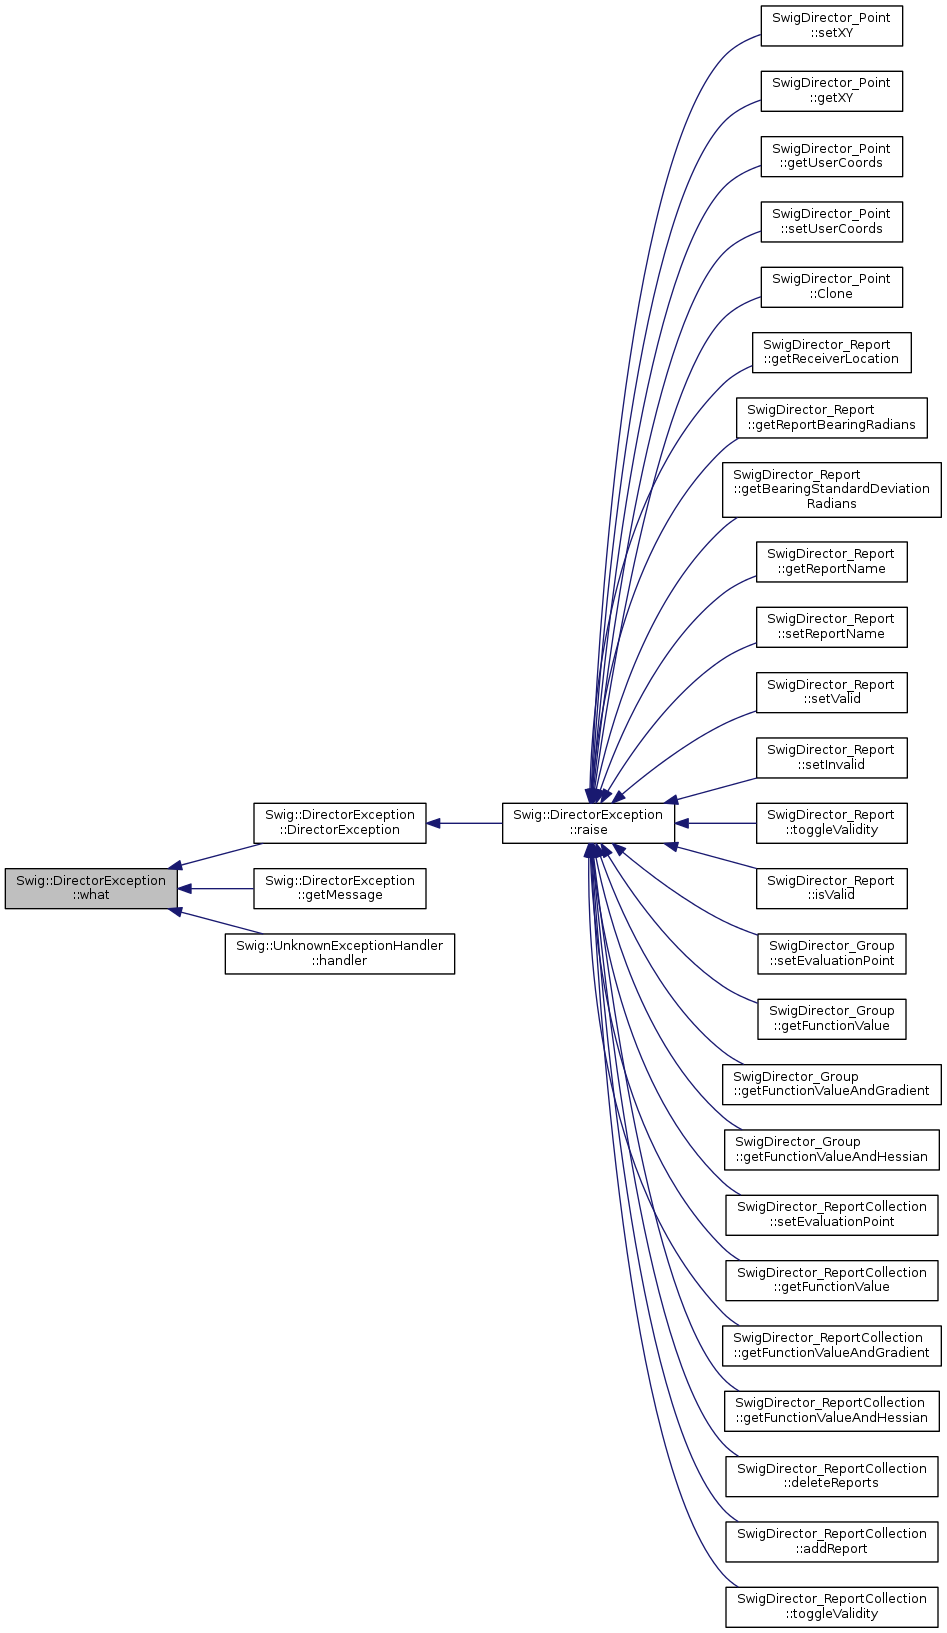 SwigDirector_Point
::setXY
SwigDirector_Point
::getXY
SwigDirector_Point
::getUserCoords
SwigDirector_Point
::setUserCoords
SwigDirector_Point
::Clone
SwigDirector_Report
::getReceiverLocation
SwigDirector_Report
::getReportBearingRadians
SwigDirector_Report
::getBearingStandardDeviation
Radians
SwigDirector_Report
::getReportName
SwigDirector_Report
::setReportName
SwigDirector_Report
::setValid
SwigDirector_Report
::setInvalid
Swig::DirectorException
::DirectorException
Swig::DirectorException
::raise
SwigDirector_Report
::toggleValidity
Swig::DirectorException
::what
Swig::DirectorException
::getMessage
SwigDirector_Report
::isValid
Swig::UnknownExceptionHandler
::handler
SwigDirector_Group
::setEvaluationPoint
SwigDirector_Group
::getFunctionValue
SwigDirector_Group
::getFunctionValueAndGradient
SwigDirector_Group
::getFunctionValueAndHessian
SwigDirector_ReportCollection
::setEvaluationPoint
SwigDirector_ReportCollection
::getFunctionValue
SwigDirector_ReportCollection
::getFunctionValueAndGradient
SwigDirector_ReportCollection
::getFunctionValueAndHessian
SwigDirector_ReportCollection
::deleteReports
SwigDirector_ReportCollection
::addReport
SwigDirector_ReportCollection
::toggleValidity